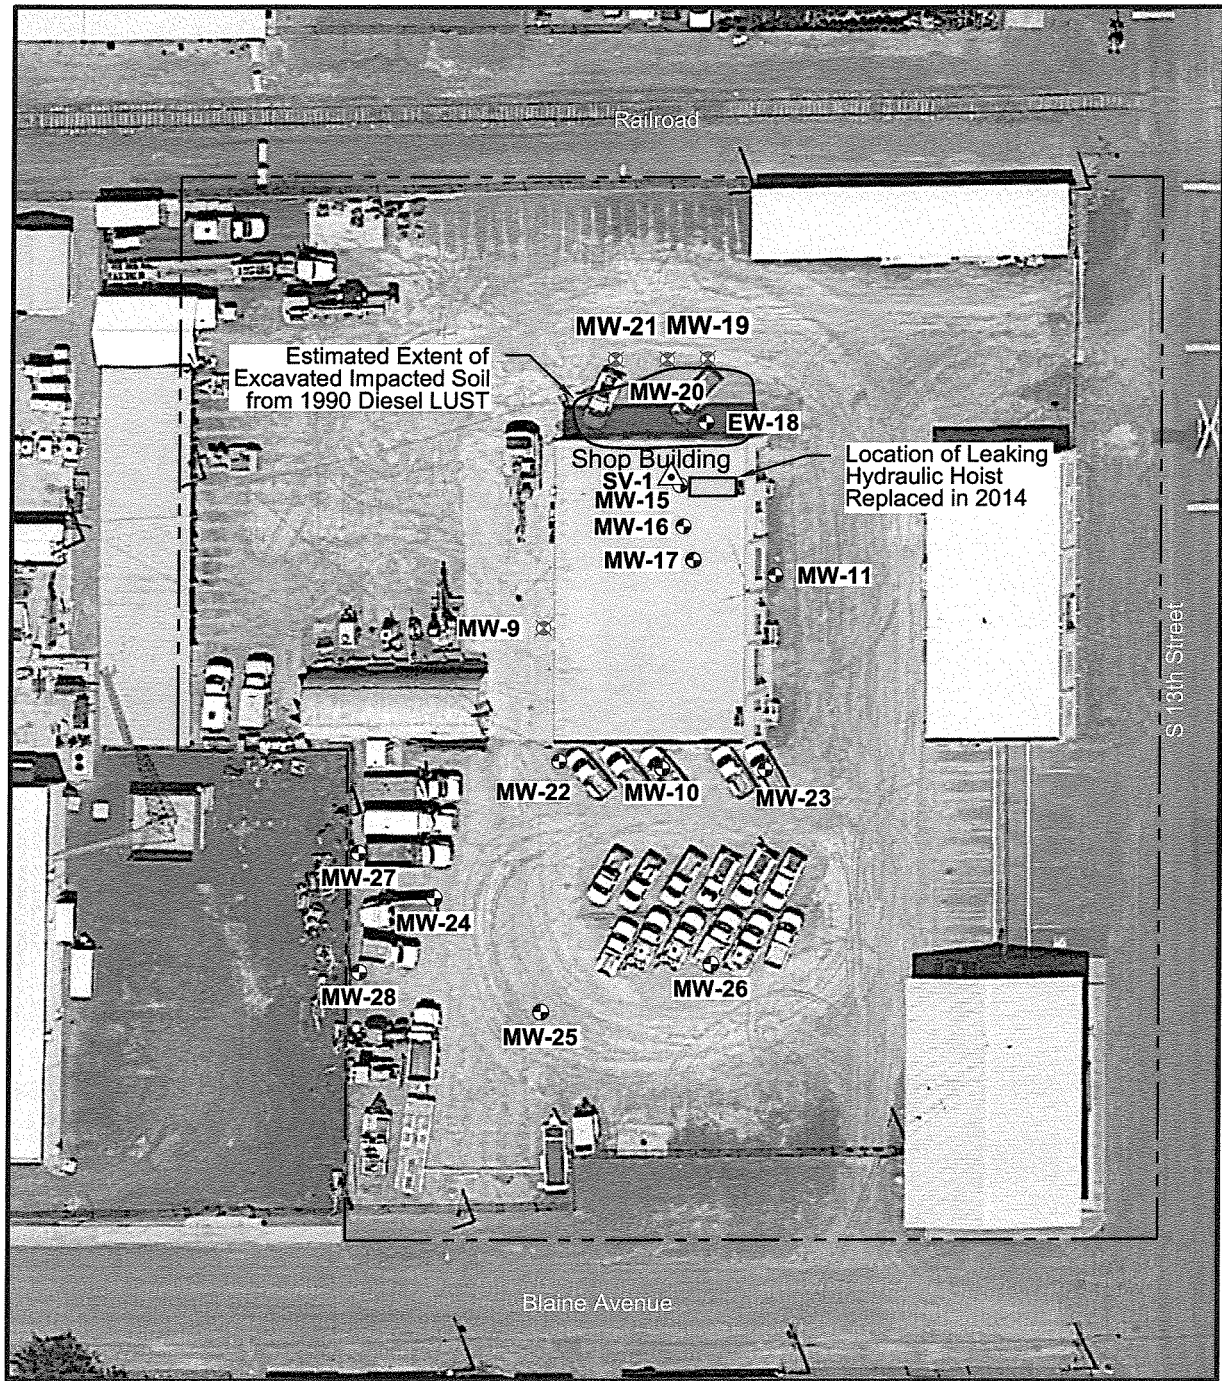 Railroad
MW-21 MW-19
Estimated Extent of
Excavated Impacted Soil
from 1990 Diesel LUST
MW-20
EW-18
Shop Building
SV-1
MW-15
Location of Leaking
Hydraulic Hoist
Replaced in 2014
MW-16
MW-17
MW-11
MW-9
S 13th Street
MW-22
MW-10
MW-23
MW-27
MW-24
MW-28
MW-26
MW-25
Blaine Avenue